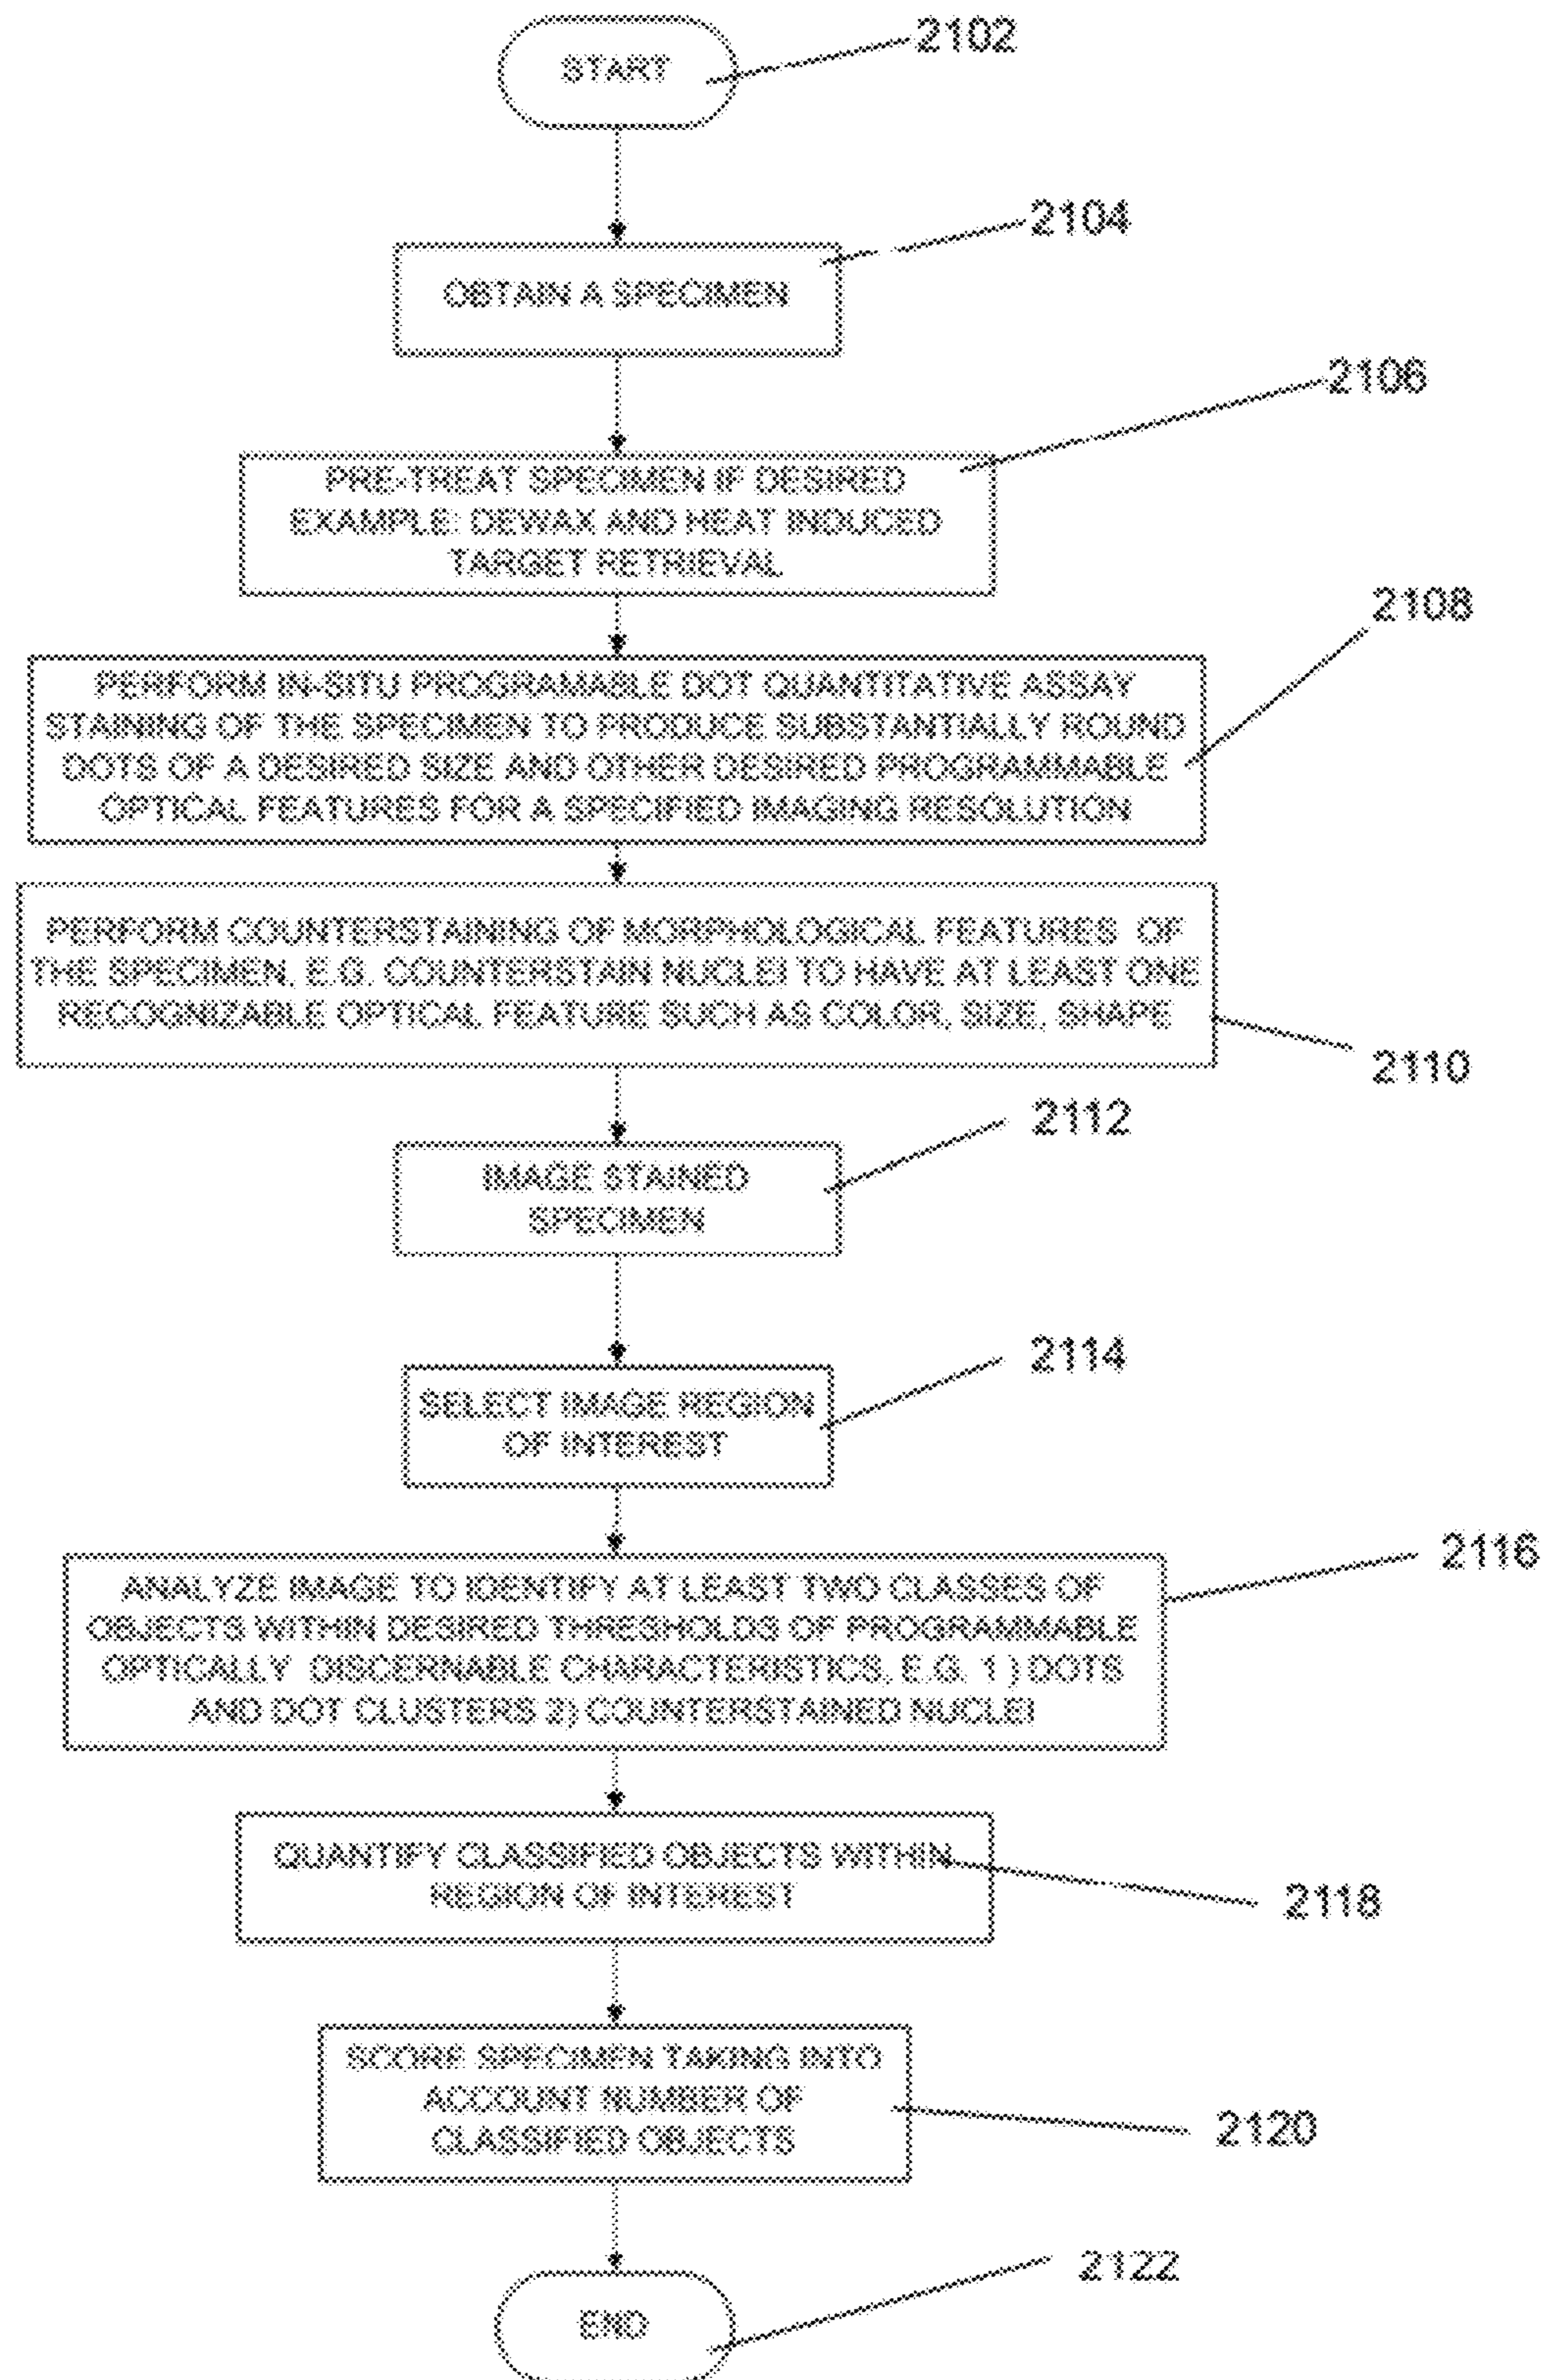 START
2102
OBTAIN A SPECIMEN
2104
PRE-TREAT SPECIMEN IF DESIRED
EXAMPLE: DEWAX AND HEAT INDUCED
TARGET RETRIEVAL
2106
PERFORM IN-SITU PROGRAMABLE DOT QUANTITATIVE ASSAY
STAINING OF THE SPECIMEN TO PRODUCE SUBSTANTIALLY ROUND
DOTS OF A DESIRED SIZE AND OTHER DESIRED PROGRAMMABLE
OPTICAL FEATURES FOR A SPECIFIED IMAGING RESOLUTION
2108
PERFORM COUNTERSTAINING OF MORPHOLOGICAL FEATURES OF
THE SPECIMEN, E.G. COUNTERSTAIN NUCLEI TO HAVE AT LEAST ONE
RECOGNIZABLE OPTICAL FEATURE SUCH AS COLOR, SIZE, SHAPE
2110
IMAGE STAINED
SPECIMEN
2112
SELECT IMAGE REGION
OF INTEREST
2114
ANALYZE IMAGE TO IDENTIFY AT LEAST TWO CLASSES OF
OBJECTS WITHIN DESIRED THRESHOLDS OF PROGRAMMABLE
OPTICALLY DISCERNABLE CHARACTERISTICS, E.G. 1 ) DOTS
AND DOT CLUSTERS 2) COUNTERSTAINED NUCLEI
2116
QUANTIFY CLASSIFIED OBJECTS WITHIN
REGION OF INTEREST
2118
SCORE SPECIMEN TAKING INTO
ACCOUNT NUMBER OF
CLASSIFIED OBJECTS
2120
END
2122